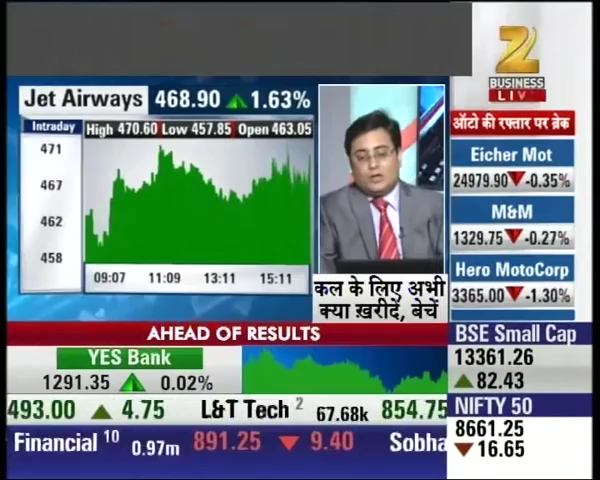 Z
BUSINESS
LIVE
Jet Airways 468.90 1.63%
Intraday High 470.60 Low 457.85 Open 463.05
471
467
462
458
09:07 11:09 13:11 15:11
कल के लिए अभी
क्या ख़रीदें, बेचें
ऑटो की रफ्तार पर ब्रेक
Eicher Mot
24979.90 -0.35%
M&M
1329.75 -0.27%
Hero MotoCorp
3365.00 -1.30%
AHEAD OF RESULTS
YES Bank
1291.35 0.02%
BSE Small Cap
13361.26
82.43
NIFTY 50
8661.25
16.65
493.00 4.75 L&T Tech 2 67.68k 854.75
Financial 10 0.97m 891.25 9.40 Sobha